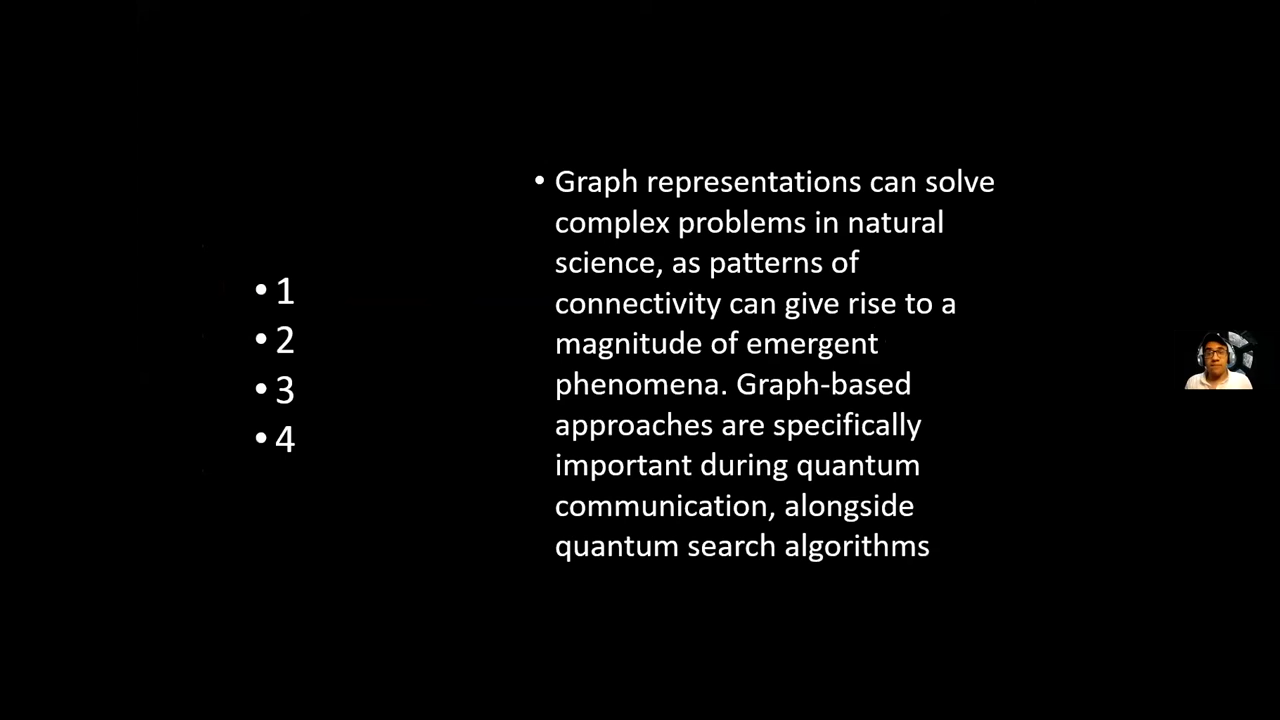 • 1
• 2
• 3
• 4
• Graph representations can solve
complex problems in natural
science, as patterns of
connectivity can give rise to a
magnitude of emergent
phenomena. Graph-based
approaches are specifically
important during quantum
communication, alongside
quantum search algorithms